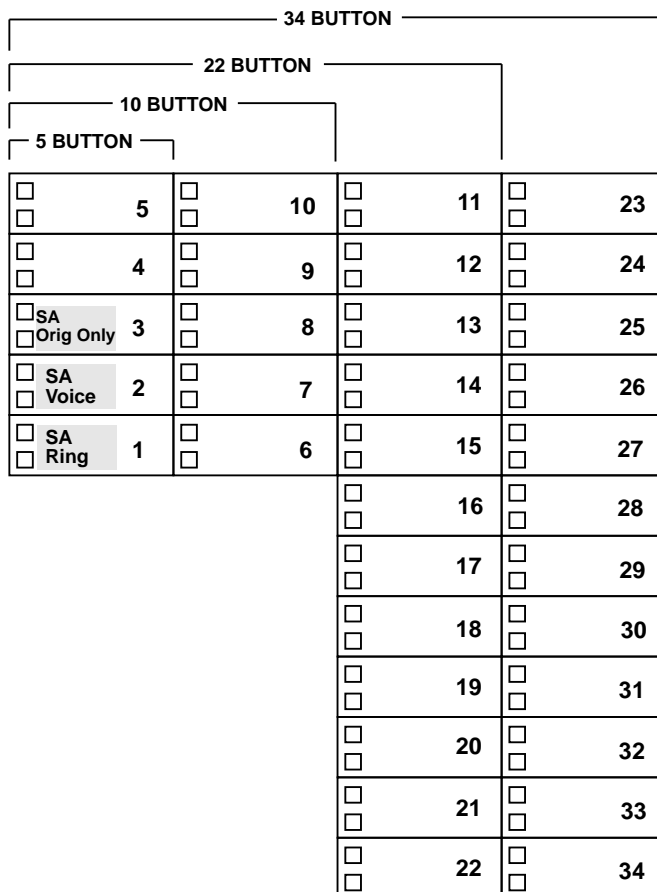 34 BUTTON
22 BUTTON
10 BUTTON
5 BUTTON
5 10 11 23
4 9 12 24
SA
Orig Only 3 8 13 25
SA
Voice 2 7 14 26
SA
Ring 1 6 15 27
16 28
17 29
18 30
19 31
20 32
21 33
22 34